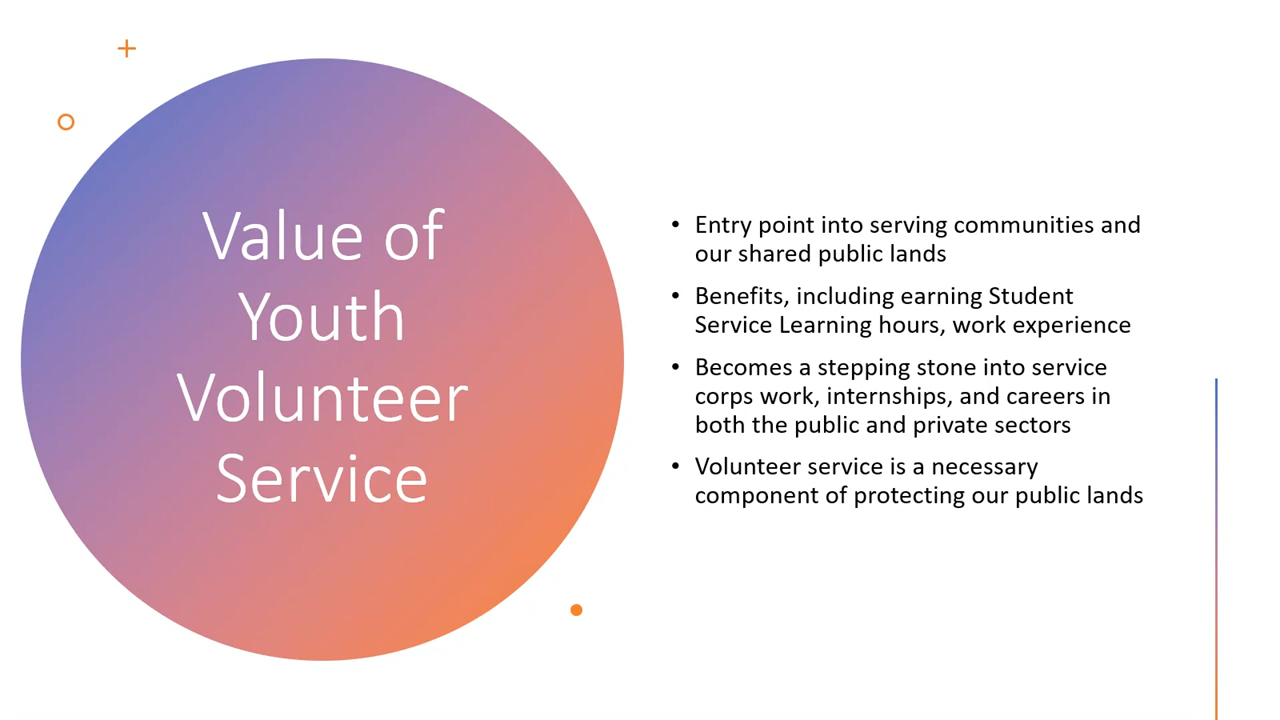 Value of
Youth
Volunteer
Service
• Entry point into serving communities and
our shared public lands
• Benefits, including earning Student
Service Learning hours, work experience
• Becomes a stepping stone into service
corps work, internships, and careers in
both the public and private sectors
• Volunteer service is a necessary
component of protecting our public lands